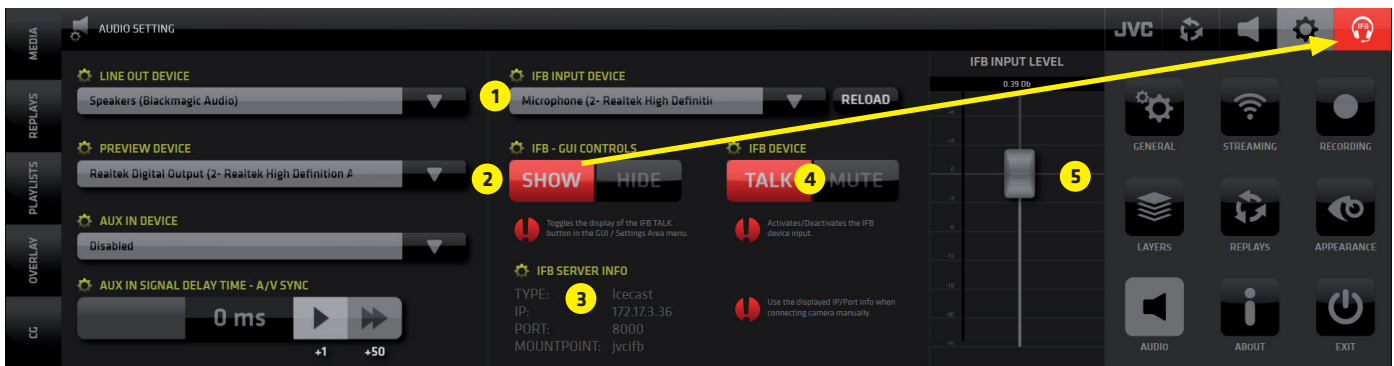 AUDIO SETTING
JVC
IFB
MEDIA
REPLAYS
PLAYLISTS
OVERLAY
CG
LINE OUT DEVICE
Speakers (Blackmagic Audio)
PREVIEW DEVICE
Realtek Digital Output (2- Realtek High Definition A
AUX IN DEVICE
Disabled
AUX IN SIGNAL DELAY TIME - A/V SYNC
0 ms
+1
+50
IFB INPUT DEVICE
1
Microphone (2- Realtek High Definitic
RELOAD
IFB - GUI CONTROLS
2
SHOW
HIDE
Toggles the display of the IFB TALK
button in the GUI / Settings Area menu.
IFB DEVICE
TALK
4
MUTE
Activates/Deactivates the IFB
device input.
IFB SERVER INFO
3
TYPE: Icecast
IP: 172.17.3.36
PORT: 8000
MOUNTPOINT: jvcifb
Use the displayed IP/Port info when
connecting camera manually.
IFB INPUT LEVEL
0.39 Db
+3
0
5
GENERAL
STREAMING
RECORDING
LAYERS
REPLAYS
APPEARANCE
AUDIO
ABOUT
EXIT